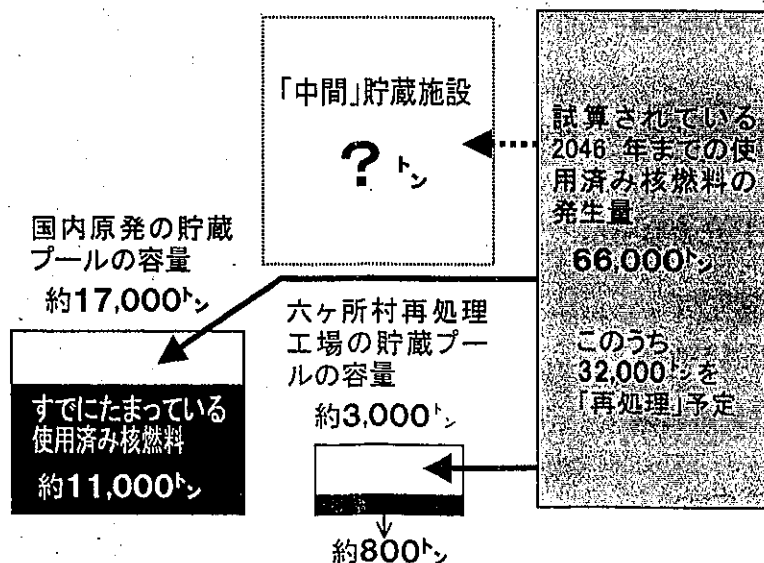 「中間」貯蔵施設
?トン
国内原発の貯蔵
プールの容量
約17,000トン
すでにたまっている
使用済み核燃料
約11,000トン
六ヶ所村再処理
工場の貯蔵プー
ルの容量
約3,000トン
約800トン
試算されている
2046年までの使
用済み核燃料の
発生量
66,000トン
このうち
32,000トンを
「再処理」予定